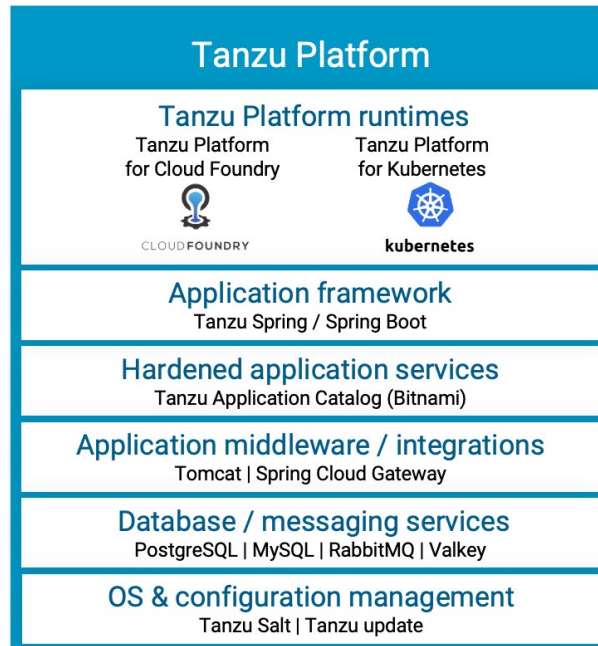 Tanzu Platform
Tanzu Platform runtimes
Tanzu Platform
for Cloud Foundry
CLOUDFOUNDRY
Tanzu Platform
for Kubernetes
kubernetes
Application framework
Tanzu Spring / Spring Boot
Hardened application services
Tanzu Application Catalog (Bitnami)
Application middleware / integrations
Tomcat | Spring Cloud Gateway
Database / messaging services
PostgreSQL | MySQL | RabbitMQ | Valkey
OS & configuration management
Tanzu Salt | Tanzu update